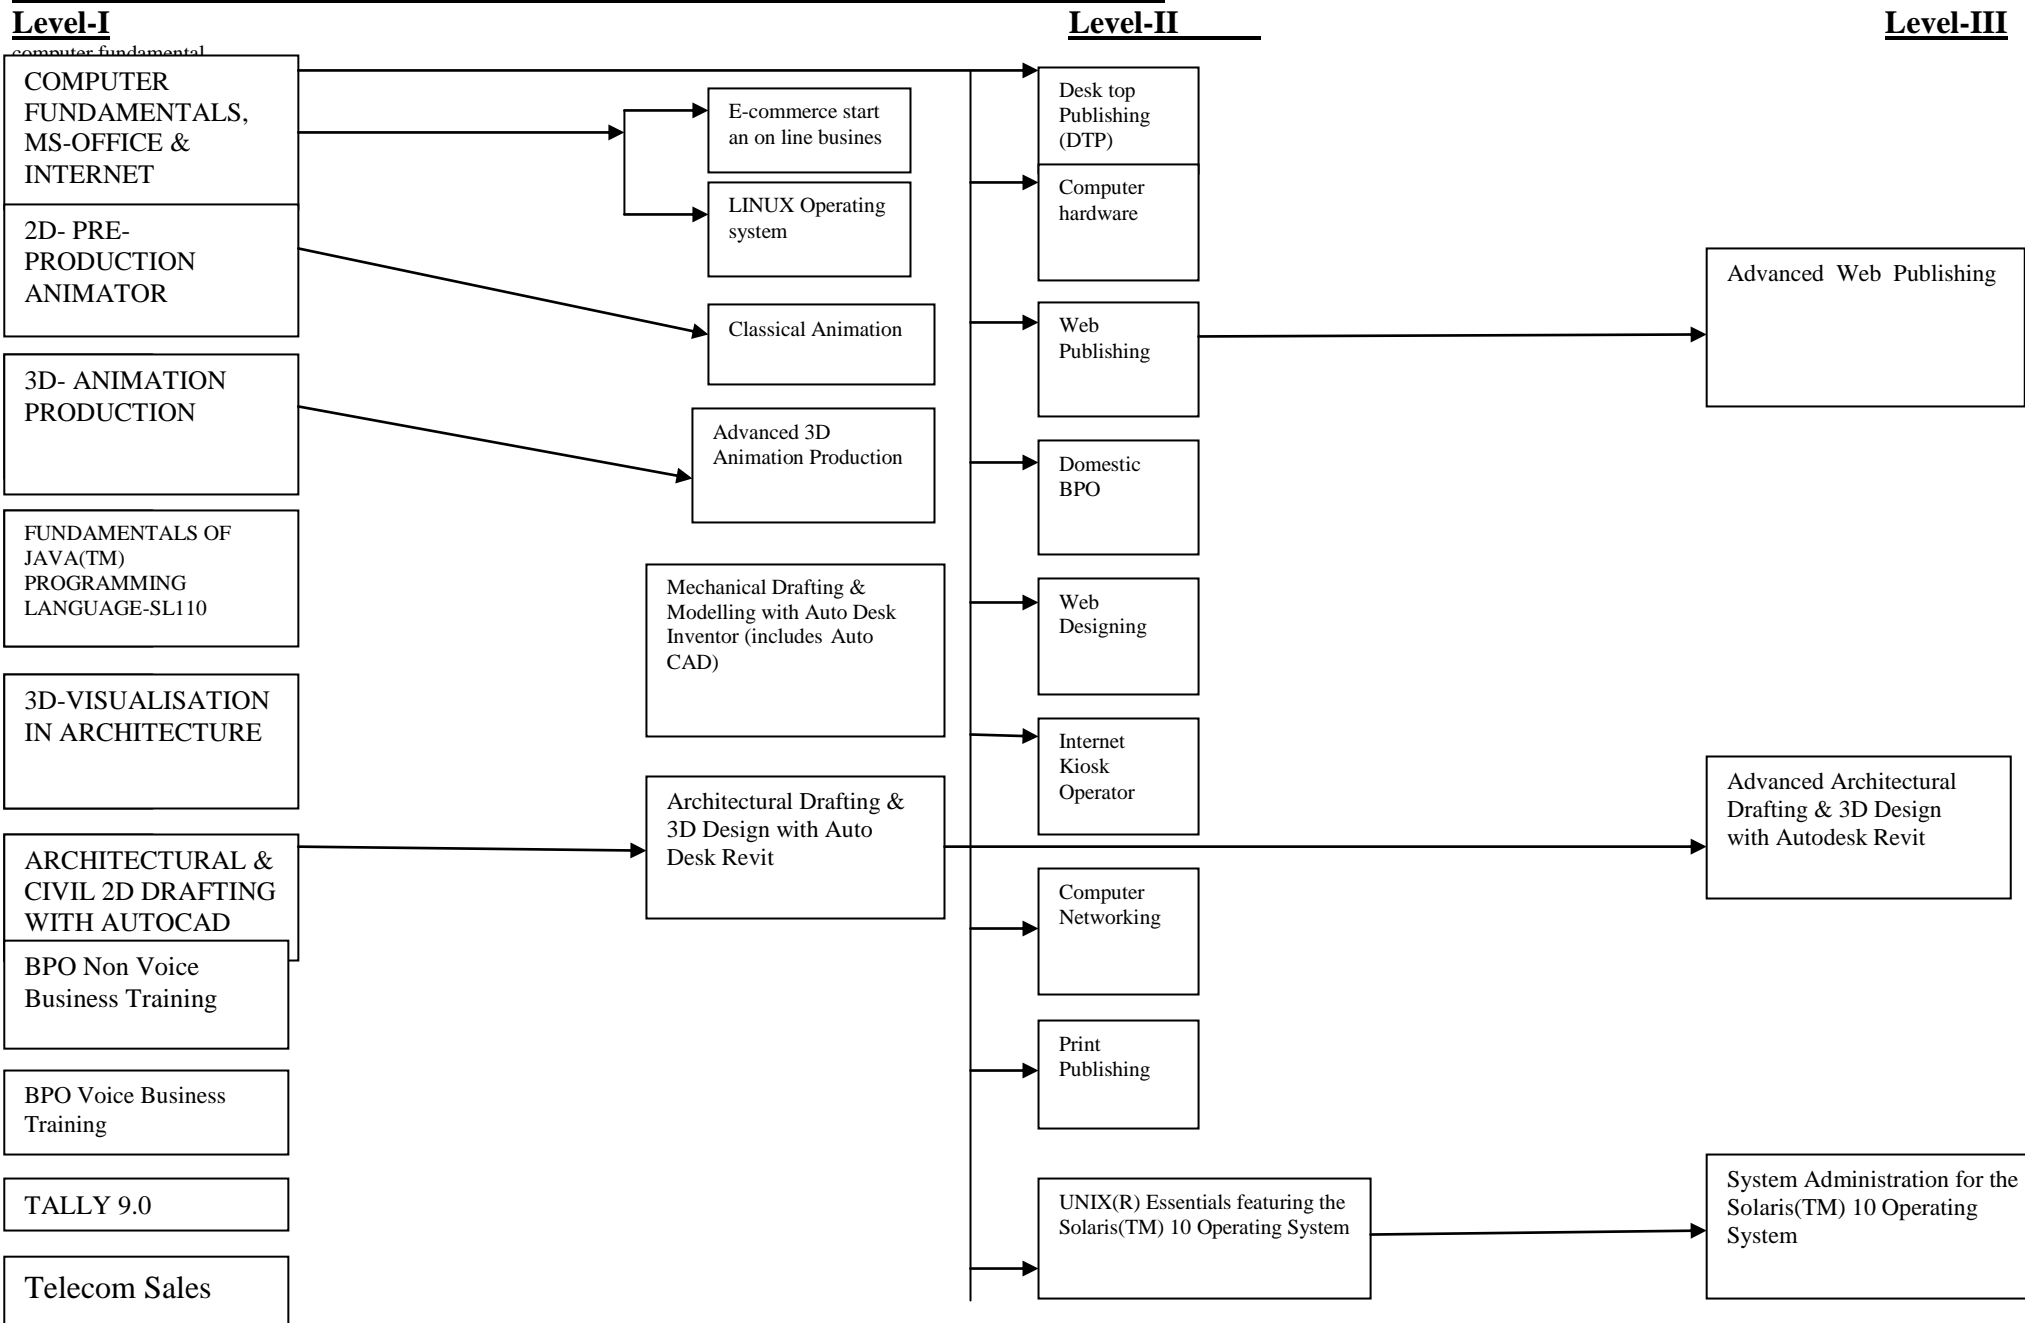 Level-I
Level-II
Level-III
computer fundamental
COMPUTER
FUNDAMENTALS,
MS-OFFICE &
INTERNET
2D- PRE-
PRODUCTION
ANIMATOR
3D- ANIMATION
PRODUCTION
FUNDAMENTALS OF
JAVA(TM)
PROGRAMMING
LANGUAGE-SL110
3D-VISUALISATION
IN ARCHITECTURE
ARCHITECTURAL &
CIVIL 2D DRAFTING
WITH AUTOCAD
BPO Non Voice
Business Training
BPO Voice Business
Training
TALLY 9.0
Telecom Sales
E-commerce start
an on line busines
LINUX Operating
system
Classical Animation
Advanced 3D
Animation Production
Mechanical Drafting &
Modelling with Auto Desk
Inventor (includes Auto
CAD)
Architectural Drafting &
3D Design with Auto
Desk Revit
Desk top
Publishing
(DTP)
Computer
hardware
Web
Publishing
Domestic
BPO
Web
Designing
Internet
Kiosk
Operator
Computer
Networking
Print
Publishing
UNIX(R) Essentials featuring the
Solaris(TM) 10 Operating System
Advanced Web Publishing
Advanced Architectural
Drafting & 3D Design
with Autodesk Revit
System Administration for the
Solaris(TM) 10 Operating
System